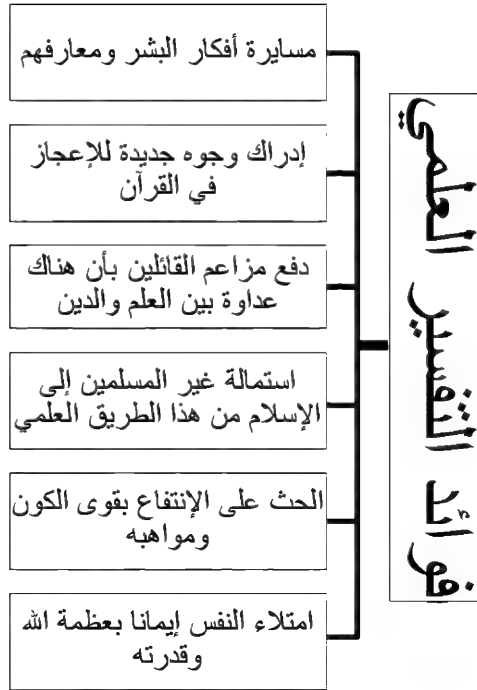 فوائد التفسير العلمي
مسايرة أفكار البشر ومعارفهم
إدراك وجوه جديدة للإعجاز
في القرآن
دفع مزاعم القائلين بأن هناك
عداوة بين العلم والدين
استمالة غير المسلمين إلى
الإسلام من هذا الطريق العلمي
الحث على الإنتفاع بقوى الكون
ومواهبه
امتلاء النفس إيمانا بعظمة الله
وقدرته